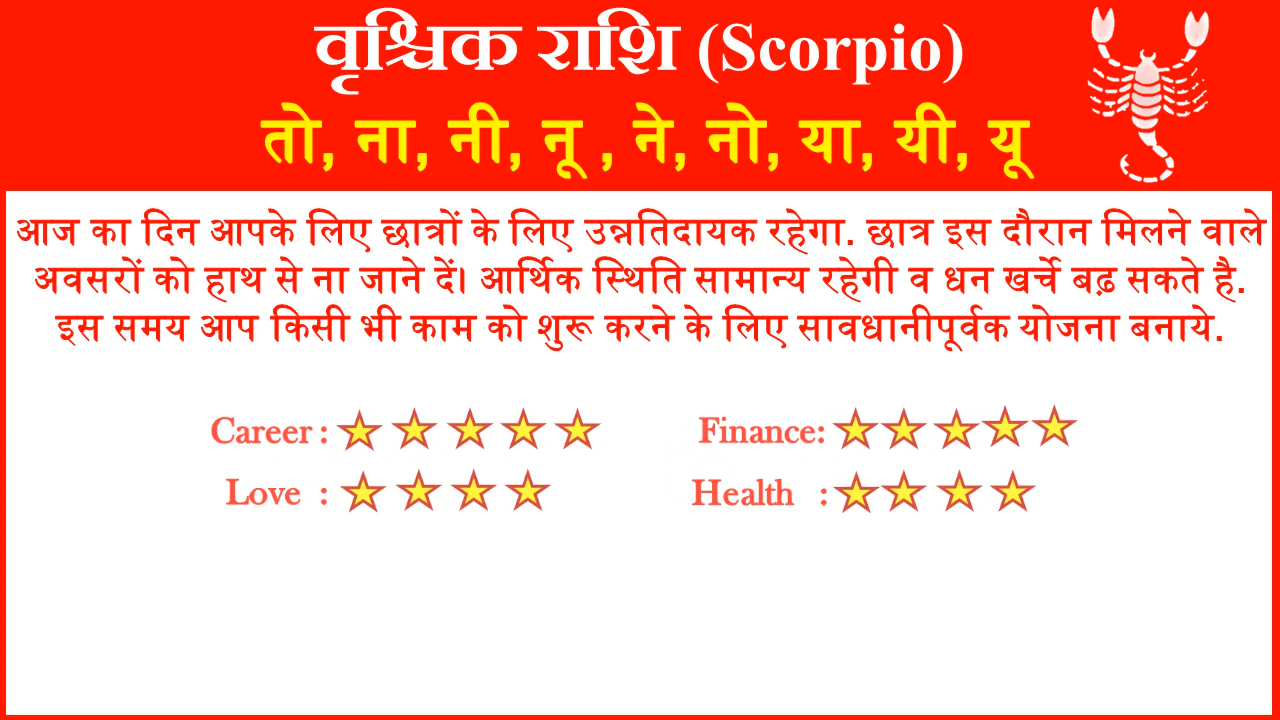 वृश्चिक राशि (Scorpio)
तो, ना, नी, नू , ने, नो, या, यी, यू
आज का दिन आपके लिए छात्रों के लिए उन्नतिदायक रहेगा. छात्र इस दौरान मिलने वाले
अवसरों को हाथ से ना जाने दें। आर्थिक स्थिति सामान्य रहेगी व धन खर्चे बढ़ सकते है.
इस समय आप किसी भी काम को शुरू करने के लिए सावधानीपूर्वक योजना बनाये.
Career : Finance:
Love : Health :